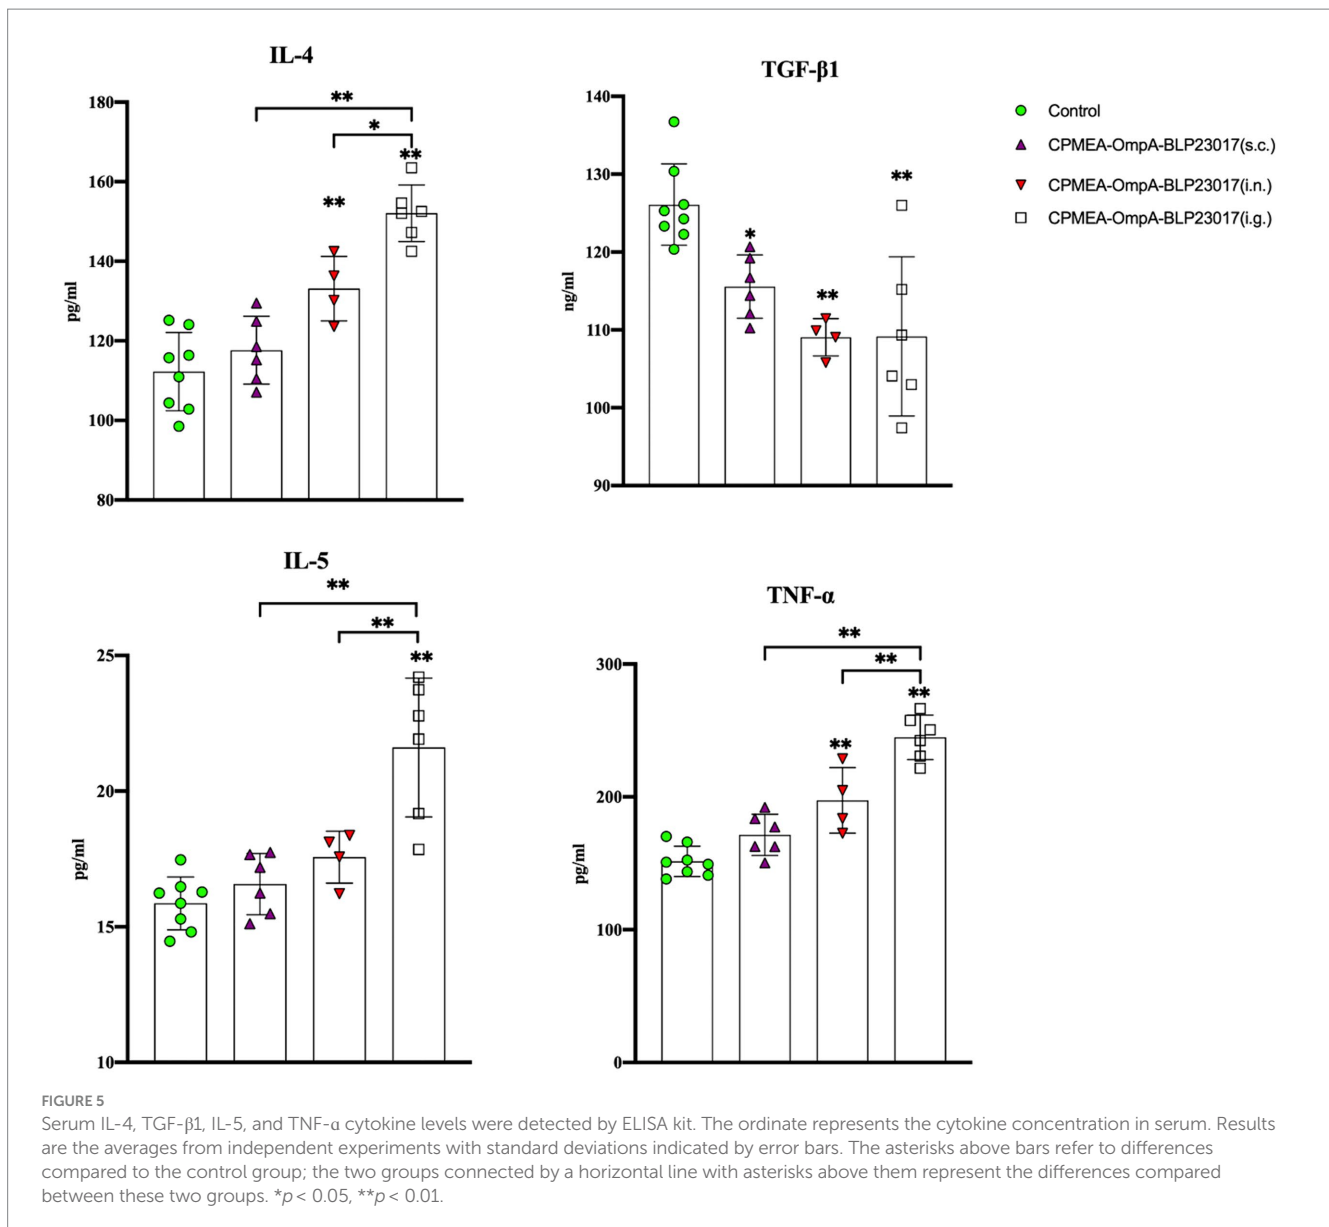 IL-4
**
*
**
**
180
160
140
120
100
80
pg/ml
TGF-β1
*
**
**
140
130
120
110
100
90
ng/ml
Control
CPMEA-OmpA-BLP23017(s.c.)
CPMEA-OmpA-BLP23017(i.n.)
CPMEA-OmpA-BLP23017(i.g.)
IL-5
**
**
**
25
20
15
10
pg/ml
TNF-α
**
**
**
**
300
200
100
0
pg/ml
FIGURE 5
Serum IL-4, TGF-β1, IL-5, and TNF-α cytokine levels were detected by ELISA kit. The ordinate represents the cytokine concentration in serum. Results
are the averages from independent experiments with standard deviations indicated by error bars. The asterisks above bars refer to differences
compared to the control group; the two groups connected by a horizontal line with asterisks above them represent the differences compared
between these two groups. *p < 0.05, **p < 0.01.